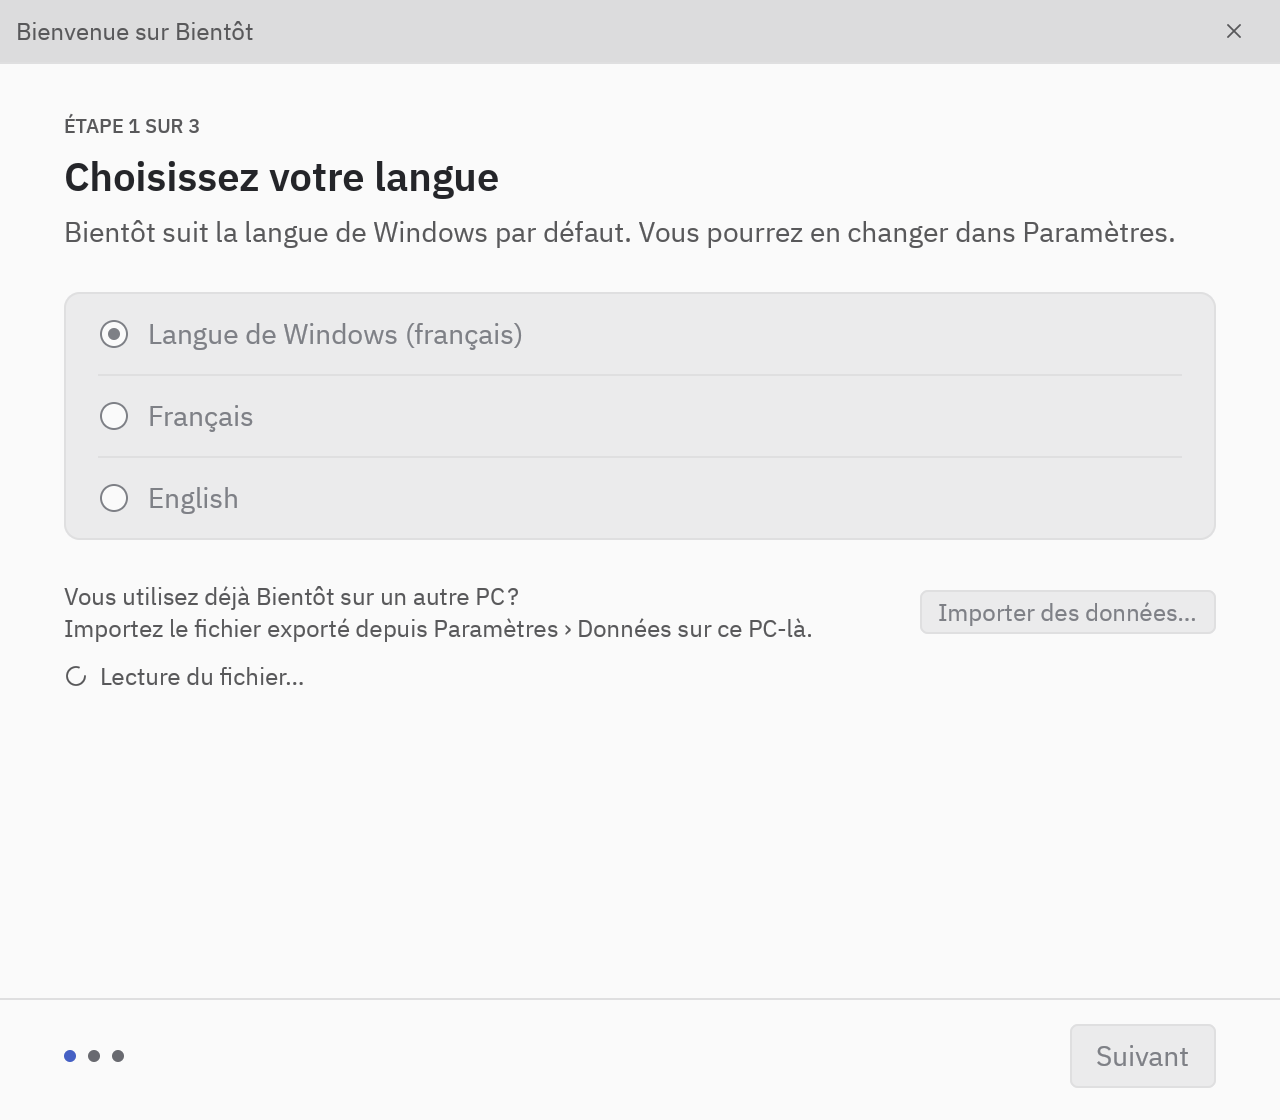 Bienvenue sur Bientôt
ÉTAPE 1 SUR 3
Choisissez votre langue
Bientôt suit la langue de Windows par défaut. Vous pourrez en changer dans Paramètres.
Langue de Windows (français)
Français
English
Vous utilisez déjà Bientôt sur un autre PC ?
Importez le fichier exporté depuis Paramètres › Données sur ce PC-là.
Importer des données…
Lecture du fichier…
Suivant